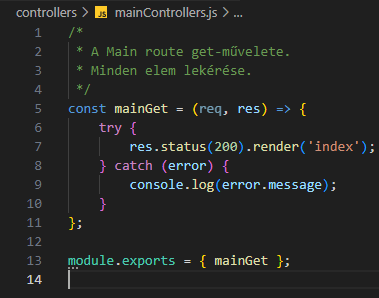 controllers > JS mainControllers.js > ...
1 /*
2  * A Main route get-művelete.
3  * Minden elem lekérése.
4  */
5 const mainGet = (req, res) => {
6     try {
7         res.status(200).render('index');
8     } catch (error) {
9         console.log(error.message);
10     }
11 };
12
13 module.exports = { mainGet };
14